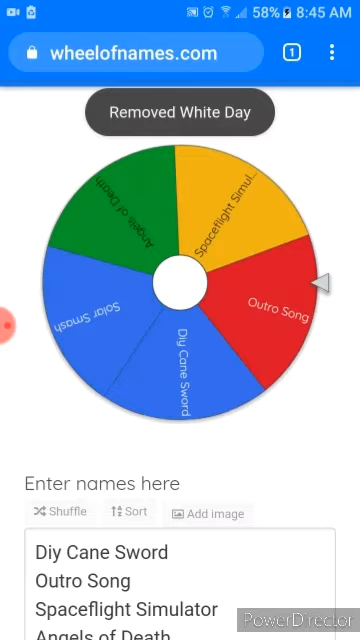 58% 8:45 AM
wheelofnames.com
1
Removed White Day
Angels of Death
Spaceflight Simul...
Outro Song
Diy Cane Sword
Solar Smash
Enter names here
Shuffle
Sort
Add image
Diy Cane Sword
Outro Song
Spaceflight Simulator
Angels of Death
PowerDirector